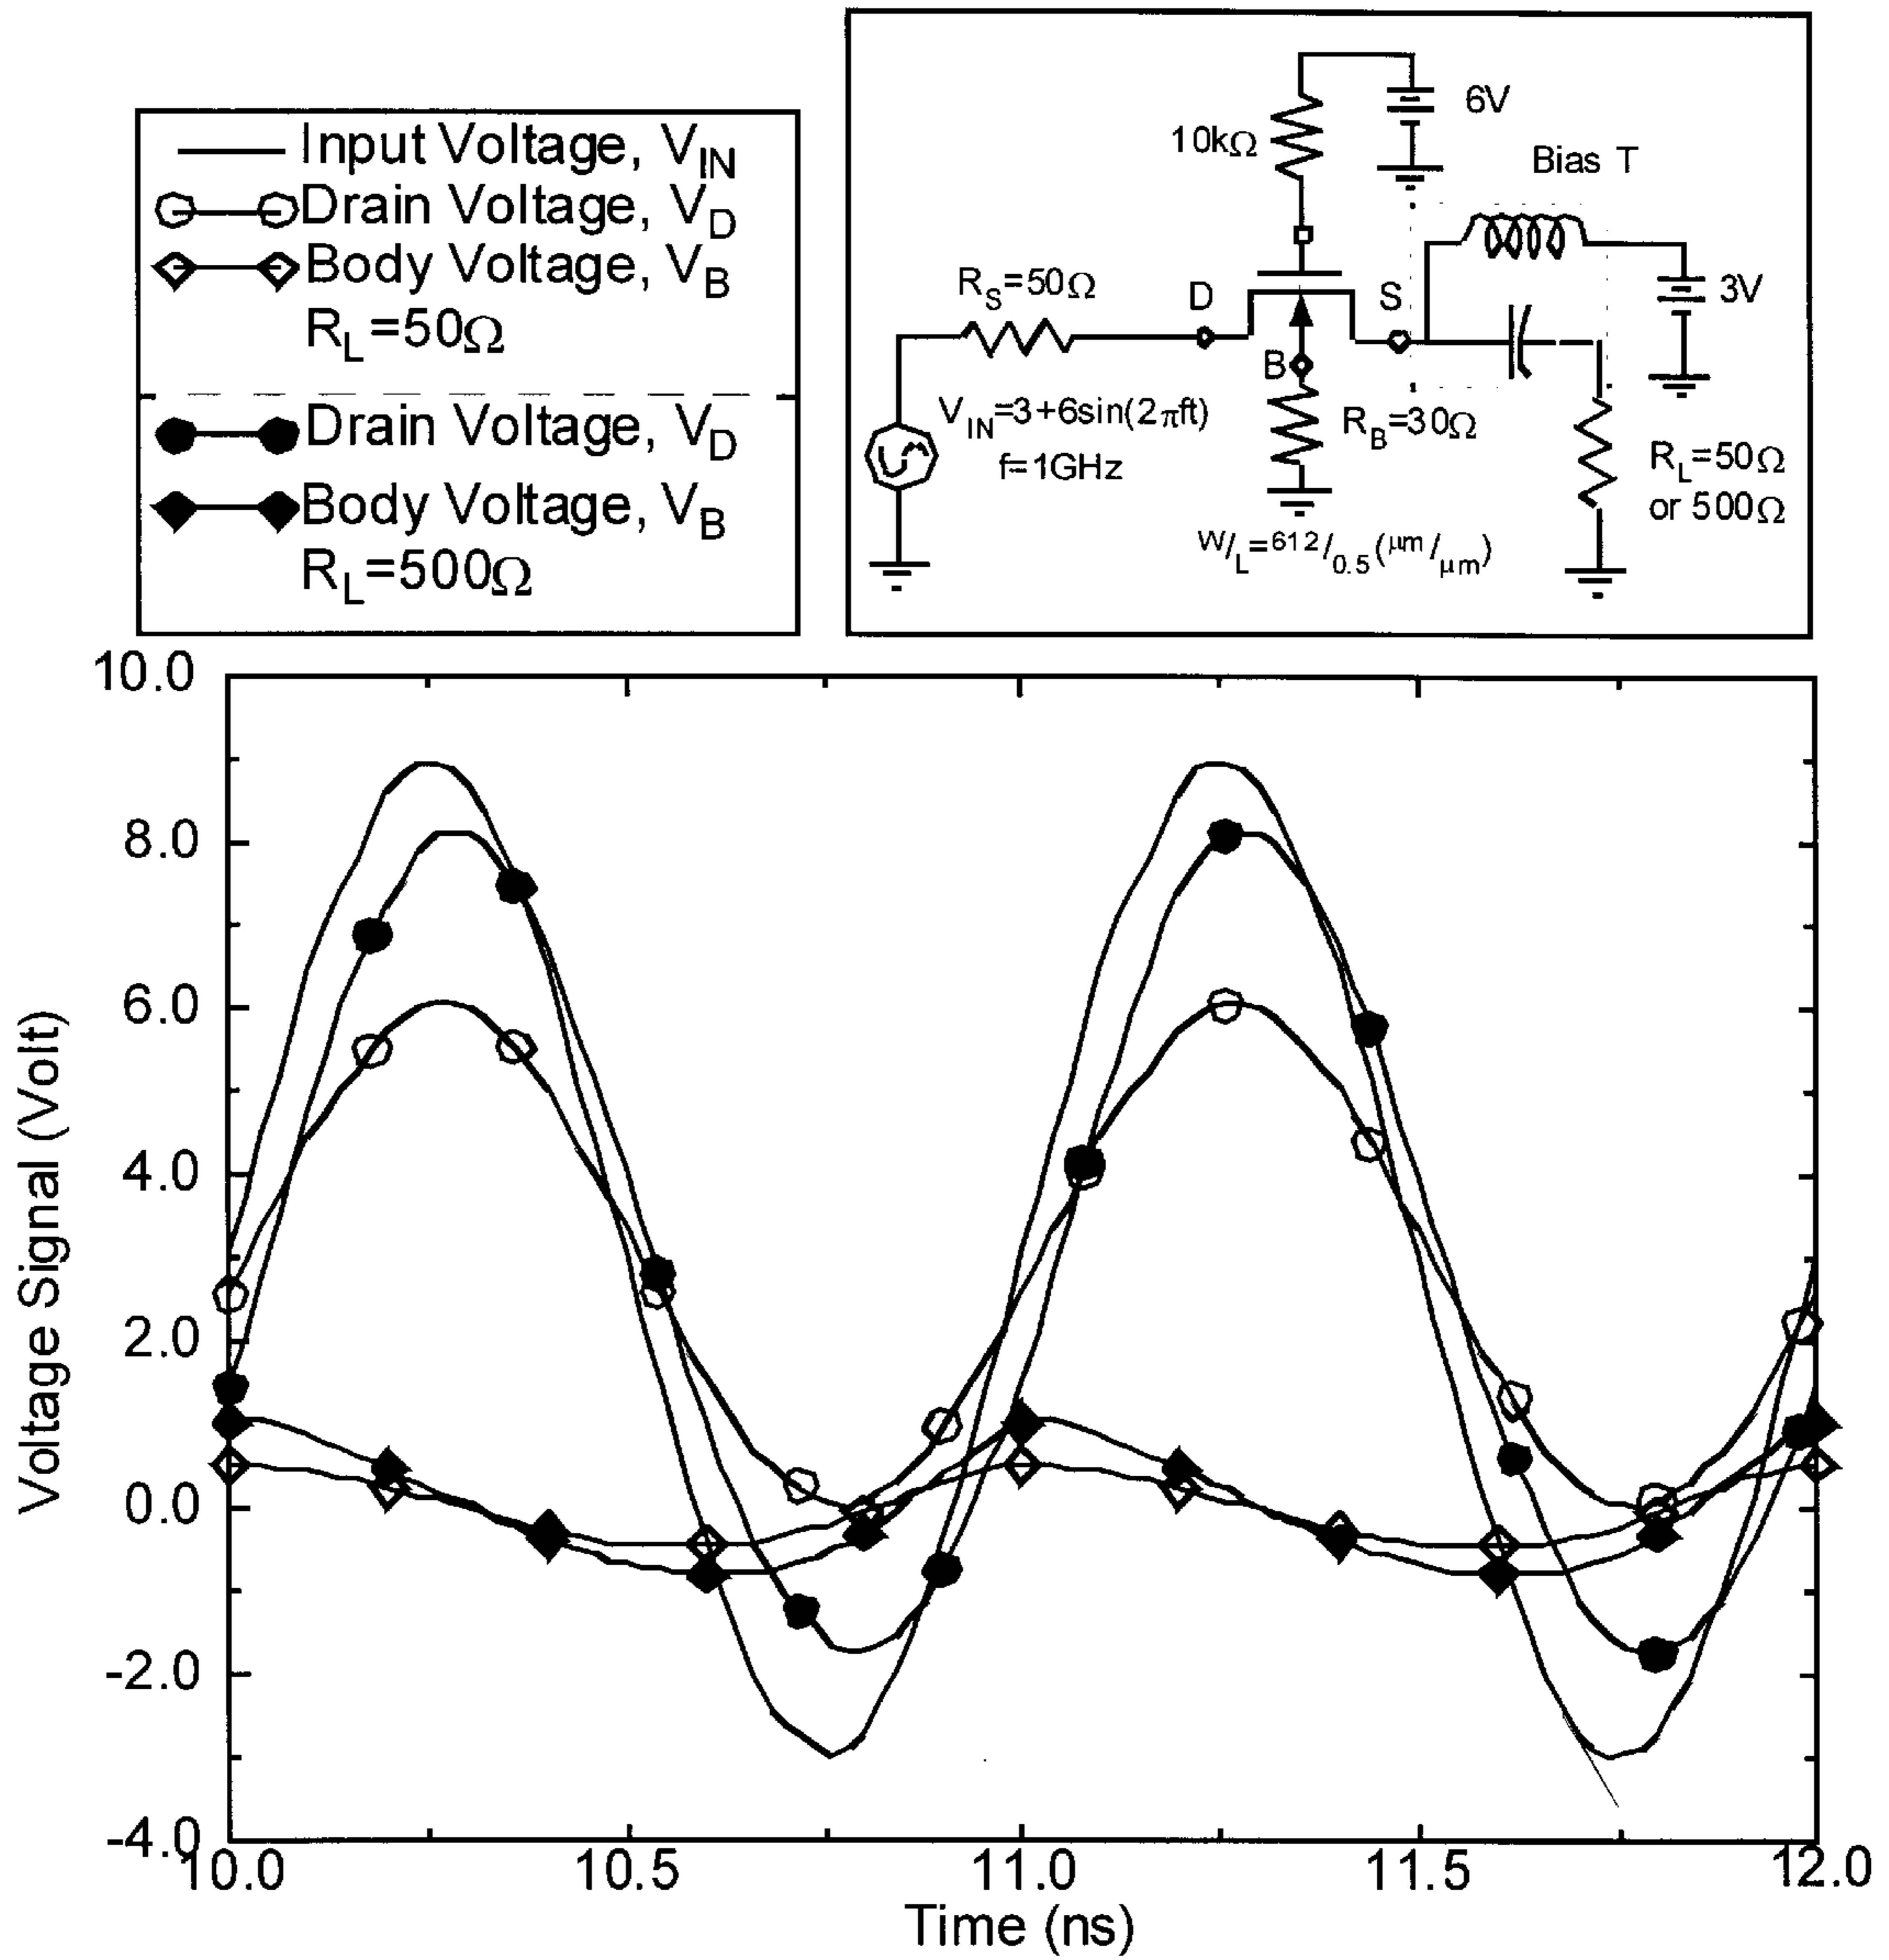 Input Voltage, V_IN
Drain Voltage, V_D
Body Voltage, V_B
R_L=50Ω
Drain Voltage, V_D
Body Voltage, V_B
R_L=500Ω
6V
10kΩ
Bias T
R_S=50Ω
D
S
3V
B
V_IN=3+6sin(2πft)
f=1GHz
R_B=30Ω
R_L=50Ω
or 500Ω
W/L=612/0.5(μm/μm)
10.0
8.0
6.0
4.0
2.0
0.0
-2.0
-4.0
Voltage Signal (Volt)
10.0 10.5 11.0 11.5 12.0
Time (ns)